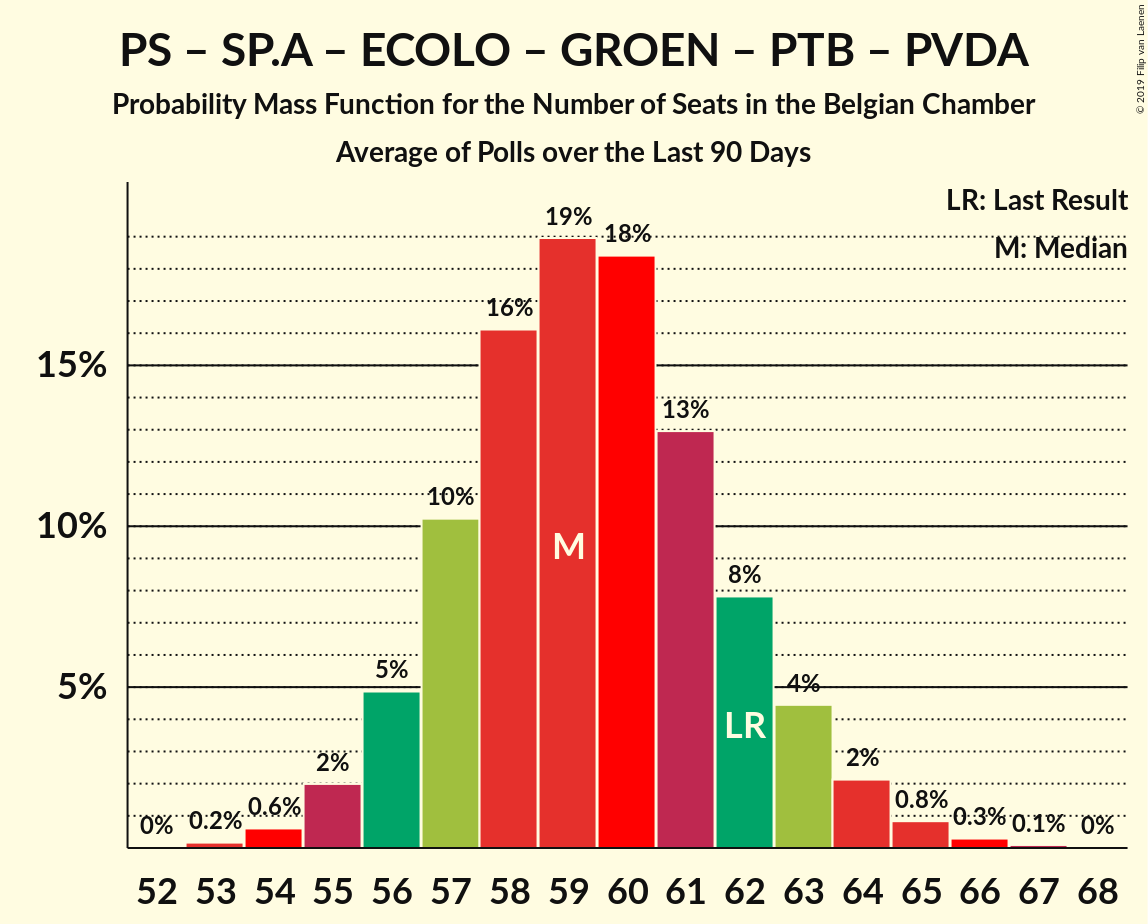 PS – SP.A – ECOLO – GROEN – PTB – PVDA
Probability Mass Function for the Number of Seats in the Belgian Chamber
Average of Polls over the Last 90 Days
© 2019 Filip van Laenen
LR: Last Result
M: Median
15%
10%
5%
0%
0.2%
0.6%
2%
5%
10%
16%
19%
18%
13%
8%
4%
2%
0.8%
0.3%
0.1%
0%
M
LR
52 53 54 55 56 57 58 59 60 61 62 63 64 65 66 67 68